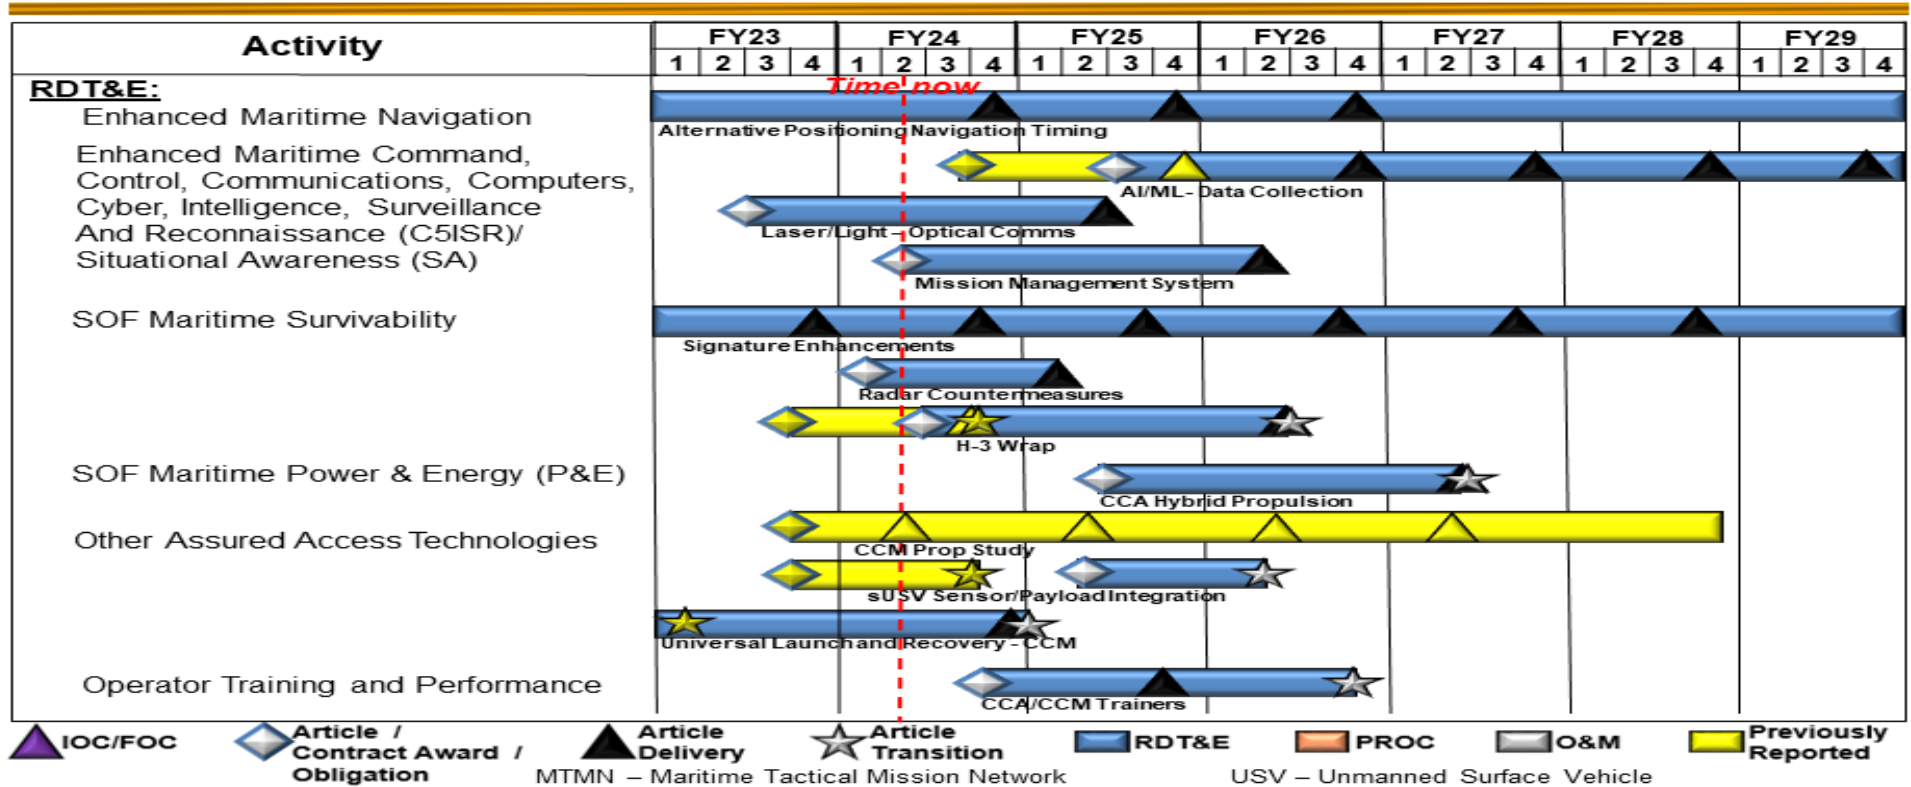 Activity
FY23 FY24 FY25 FY26 FY27 FY28 FY29
1 2 3 4 1 2 3 4 1 2 3 4 1 2 3 4 1 2 3 4 1 2 3 4 1 2 3 4
Time now
RDT&E:
Enhanced Maritime Navigation
Alternative Positioning Navigation Timing
Enhanced Maritime Command,
Control, Communications, Computers,
Cyber, Intelligence, Surveillance
And Reconnaissance (C5ISR)/
Situational Awareness (SA)
AI/ML- Data Collection
Laser/Light – Optical Comms
Mission Management System
SOF Maritime Survivability
Signature Enhancements
Radar Countermeasures
H-3 Wrap
SOF Maritime Power & Energy (P&E)
CCA Hybrid Propulsion
Other Assured Access Technologies
CCM Prop Study
sUSV Sensor/Payload Integration
Universal Launch and Recovery - CCM
Operator Training and Performance
CCA/CCM Trainers
IOC/FOC
Article /
Contract Award /
Obligation
Article
Delivery
Article
Transition
RDT&E
PROC
O&M
Previously
Reported
MTMN – Maritime Tactical Mission Network
USV – Unmanned Surface Vehicle